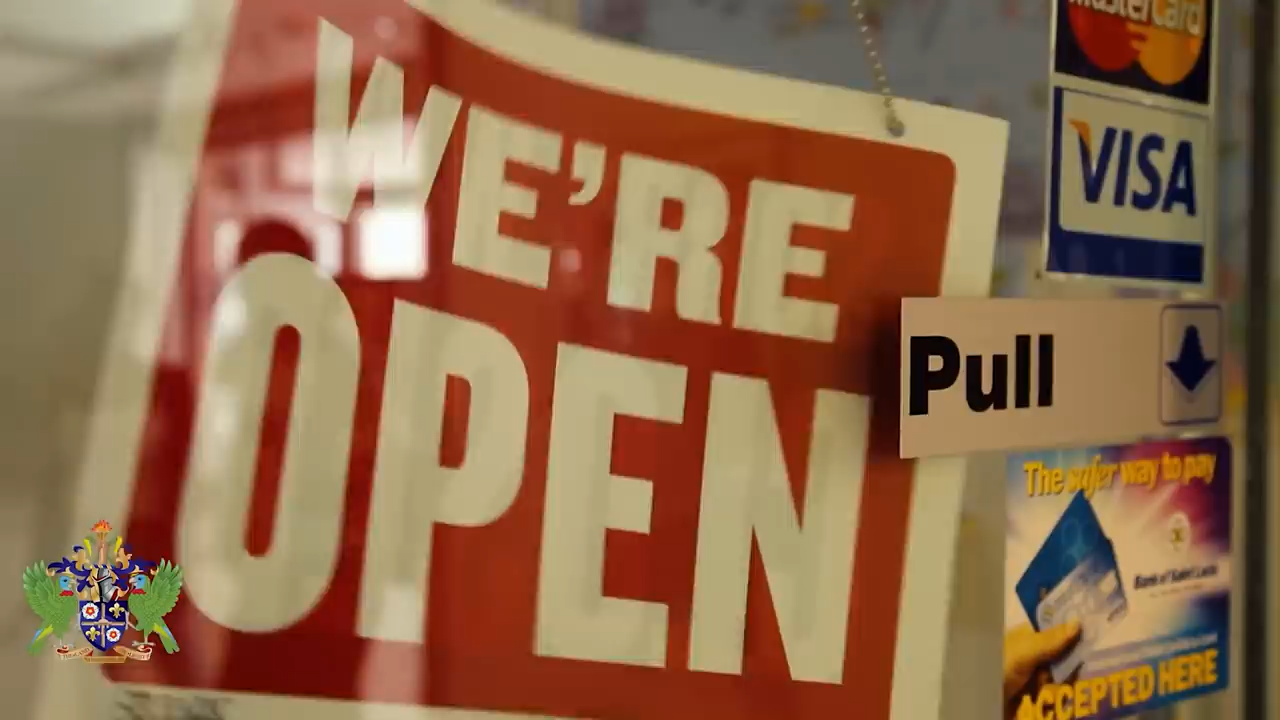 WE'RE
OPEN
MasterCard
VISA
Pull
The safer way to pay
Bank of Saint Lucia
ACCEPTED HERE